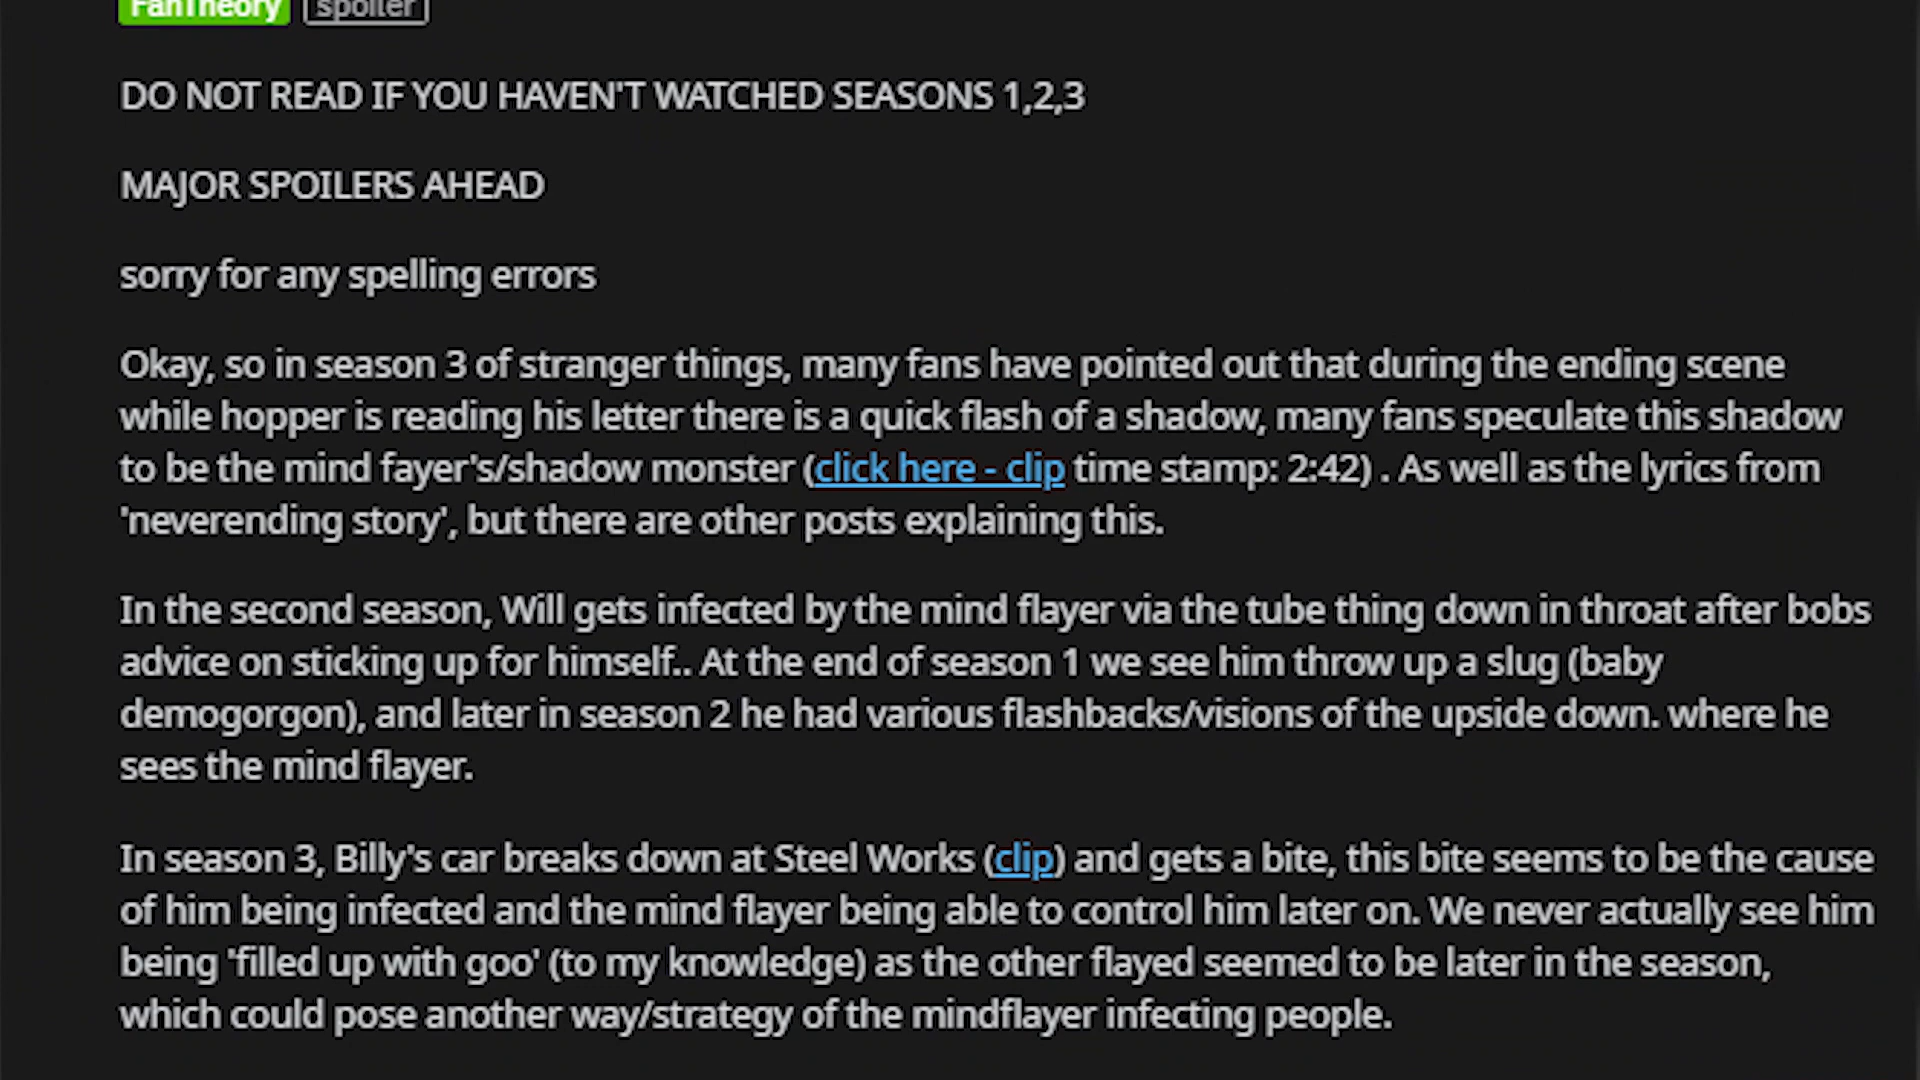 FanTheory spoiler
DO NOT READ IF YOU HAVEN'T WATCHED SEASONS 1,2,3
MAJOR SPOILERS AHEAD
sorry for any spelling errors
Okay, so in season 3 of stranger things, many fans have pointed out that during the ending scene
while hopper is reading his letter there is a quick flash of a shadow, many fans speculate this shadow
to be the mind fayer's/shadow monster (click here - clip time stamp: 2:42) . As well as the lyrics from
'neverending story', but there are other posts explaining this.
In the second season, Will gets infected by the mind flayer via the tube thing down in throat after bobs
advice on sticking up for himself.. At the end of season 1 we see him throw up a slug (baby
demogorgon), and later in season 2 he had various flashbacks/visions of the upside down. where he
sees the mind flayer.
In season 3, Billy's car breaks down at Steel Works (clip) and gets a bite, this bite seems to be the cause
of him being infected and the mind flayer being able to control him later on. We never actually see him
being 'filled up with goo' (to my knowledge) as the other flayed seemed to be later in the season,
which could pose another way/strategy of the mindflayer infecting people.